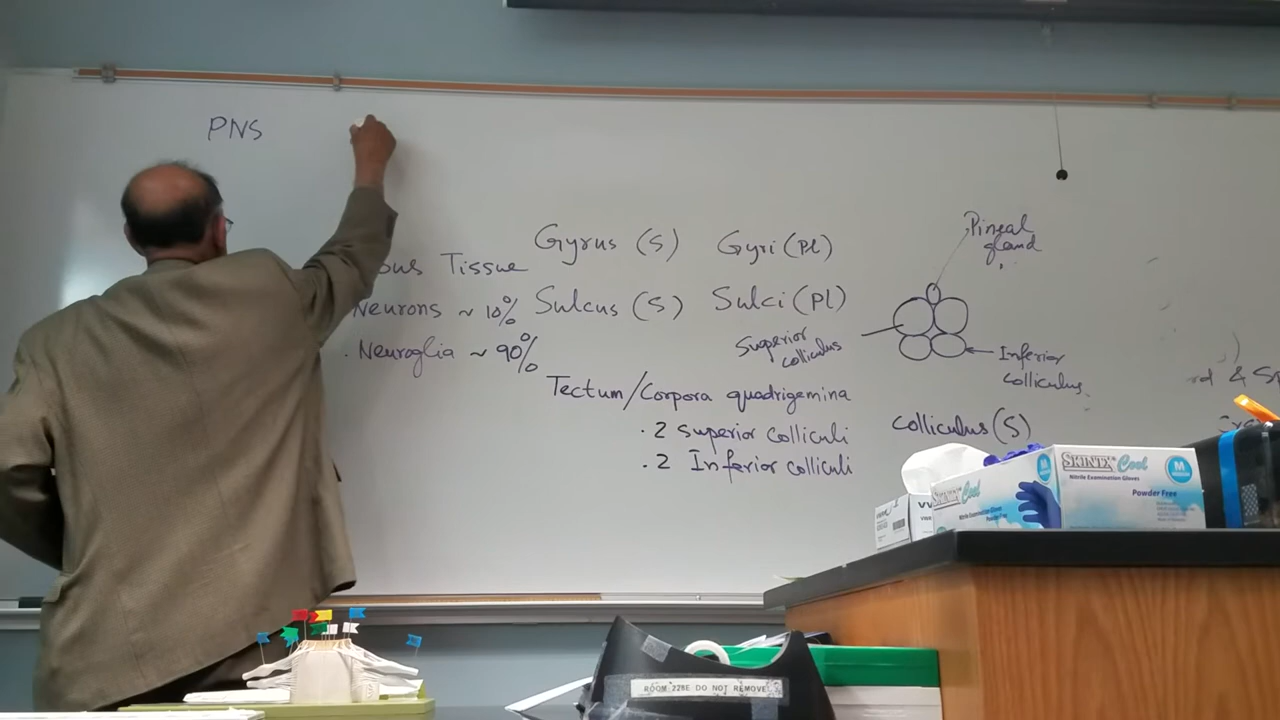 PNS
Tissue
Neurons ~ 10%
· Neuroglia ~ 90%
Gyrus (S) Gyri (Pl)
Sulcus (S) Sulci (Pl)
Tectum/Corpora quadrigemina
· 2 Superior colliculi
· 2 Inferior colliculi
Pineal
gland
Superior
colliculus
Inferior
colliculus
Colliculus (S)
&
SKINTX Cool
Nitrile Examination Gloves
Powder Free
M
ROOM 228E DO NOT REMOVE